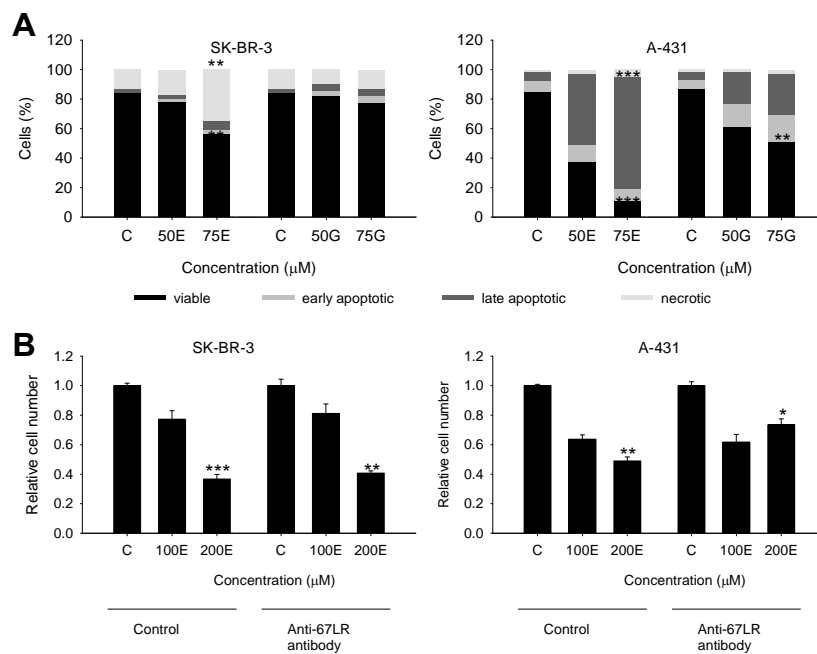 A
SK-BR-3
A-431
120
100
80
60
40
20
0
Cells (%)
**
**
C 50E 75E C 50G 75G
Concentration (μM)
120
100
80
60
40
20
0
Cells (%)
***
***
**
C 50E 75E C 50G 75G
Concentration (μM)
viable early apoptotic late apoptotic necrotic
B
SK-BR-3
A-431
1.2
1.0
0.8
0.6
0.4
0.2
0.0
Relative cell number
***
**
C 100E 200E C 100E 200E
Concentration (μM)
Control
Anti-67LR
antibody
1.2
1.0
0.8
0.6
0.4
0.2
0.0
Relative cell number
**
*
C 100E 200E C 100E 200E
Concentration (μM)
Control
Anti-67LR
antibody